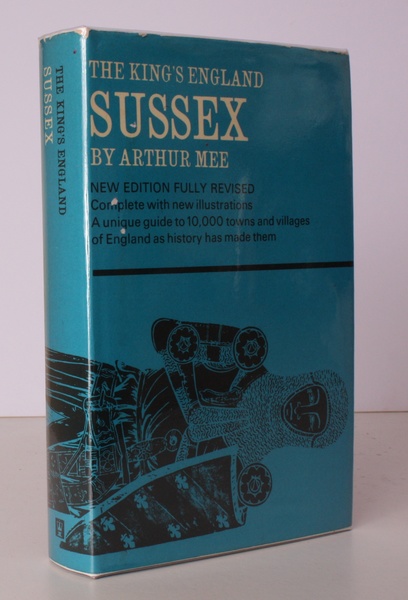 THE KING'S ENGLAND
SUSSEX
THE KING'S ENGLAND
SUSSEX
BY ARTHUR MEE
NEW EDITION FULLY REVISED
Complete with new illustrations
A unique guide to 10,000 towns and villages
of England as history has made them